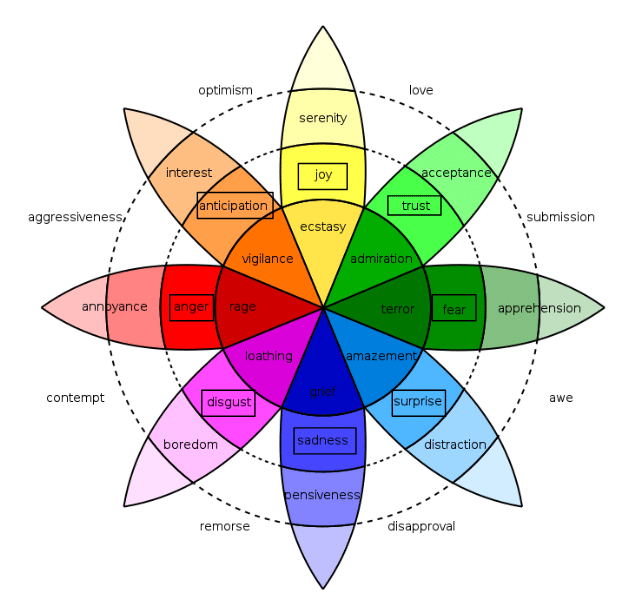 optimism
love
serenity
interest
acceptance
joy
anticipation
trust
aggressiveness
submission
ecstasy
vigilance
admiration
annoyance
anger
rage
terror
fear
apprehension
loathing
amazement
grief
contempt
awe
disgust
surprise
sadness
boredom
distraction
pensiveness
remorse
disapproval